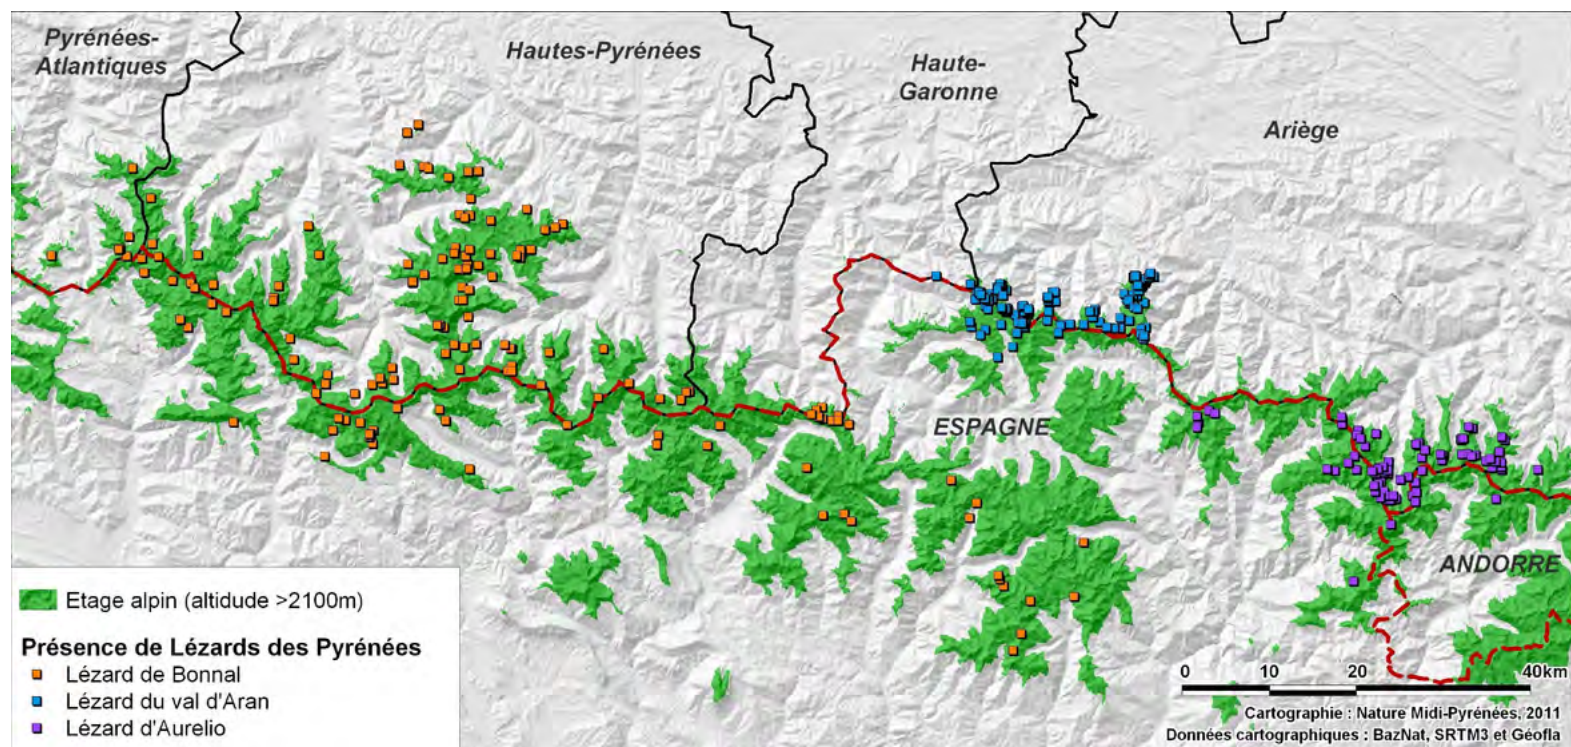 Pyrénées-
Atlantiques
Hautes-Pyrénées
Haute-
Garonne
Ariège
ESPAGNE
ANDORRE
Etage alpin (altidude >2100m)
Présence de Lézards des Pyrénées
Lézard de Bonnal
Lézard du val d'Aran
Lézard d'Aurelio
0 10 20 40km
Cartographie : Nature Midi-Pyrénées, 2011
Données cartographiques : BazNat, SRTM3 et Géofla